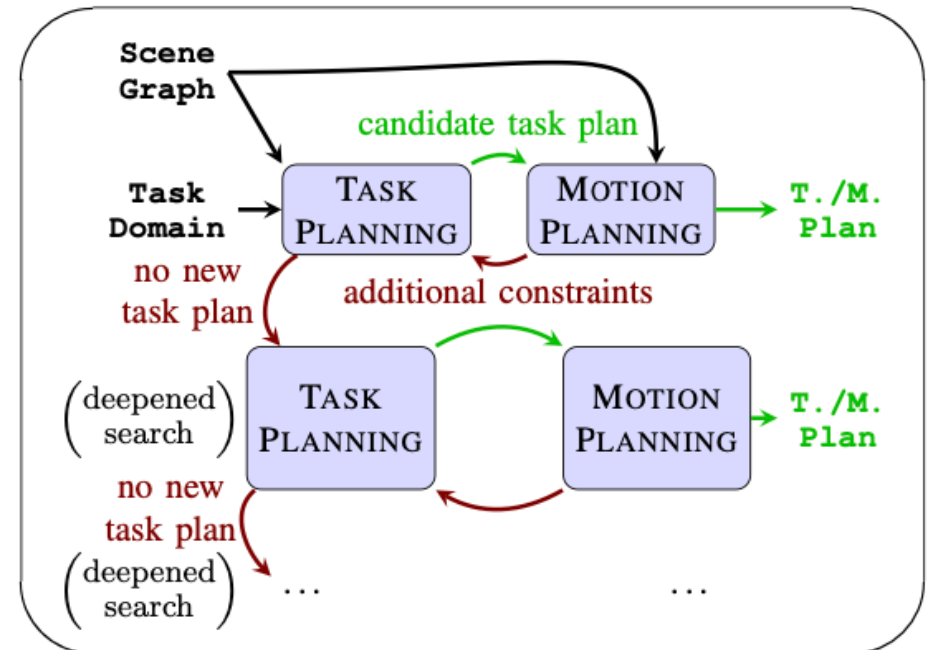 Scene
Graph
candidate task plan
Task
Domain
TASK
PLANNING
MOTION
PLANNING
T./M.
Plan
no new
task plan
additional constraints
(deepened
search)
TASK
PLANNING
MOTION
PLANNING
T./M.
Plan
no new
task plan
(deepened
search)
...
...